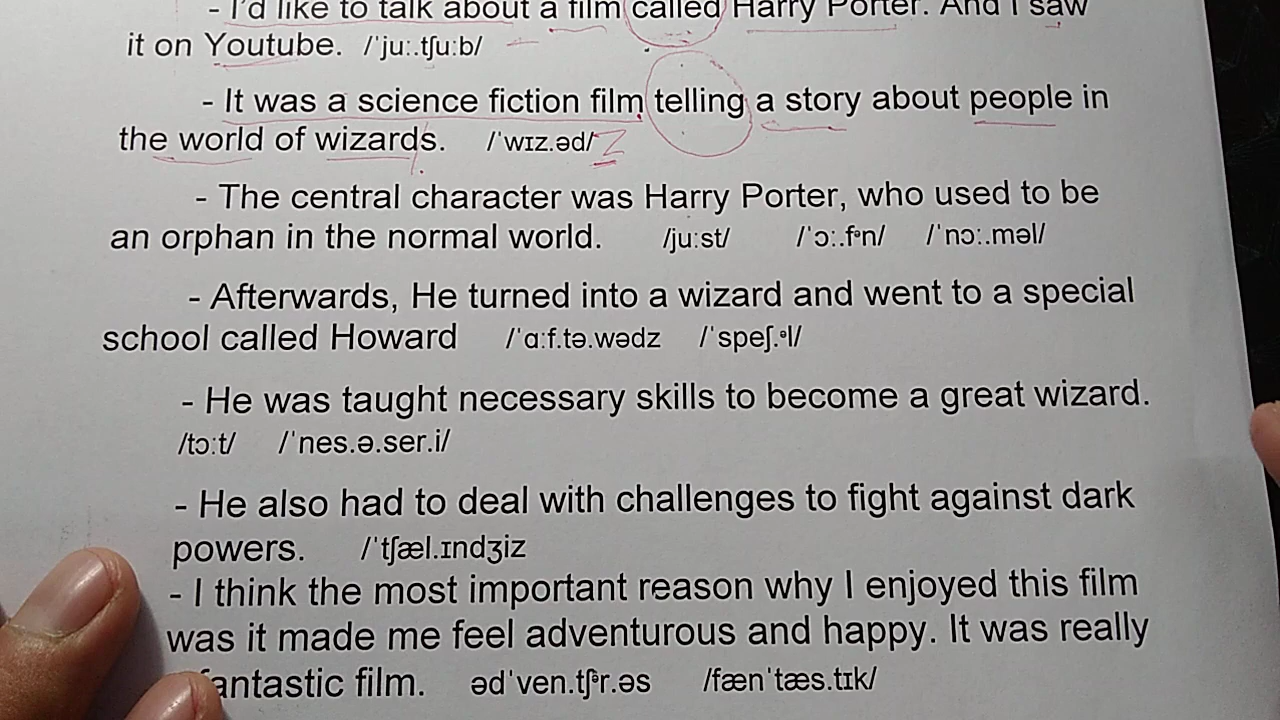 - I'd like to talk about a film called Harry Porter. And I saw
it on Youtube. /ˈjuː.tʃuːb/
- It was a science fiction film telling a story about people in
the world of wizards. /ˈwɪz.əd/ Z
- The central character was Harry Porter, who used to be
an orphan in the normal world. /juːst/ /ˈɔː.fᵊn/ /ˈnɔː.məl/
- Afterwards, He turned into a wizard and went to a special
school called Howard /ˈɑːf.tə.wədz /ˈspeʃ.ᵊl/
- He was taught necessary skills to become a great wizard.
/tɔːt/ /ˈnes.ə.ser.i/
- He also had to deal with challenges to fight against dark
powers. /ˈtʃæl.ɪndʒiz
- I think the most important reason why I enjoyed this film
was it made me feel adventurous and happy. It was really
fantastic film. ədˈven.tʃᵊr.əs /fænˈtæs.tɪk/